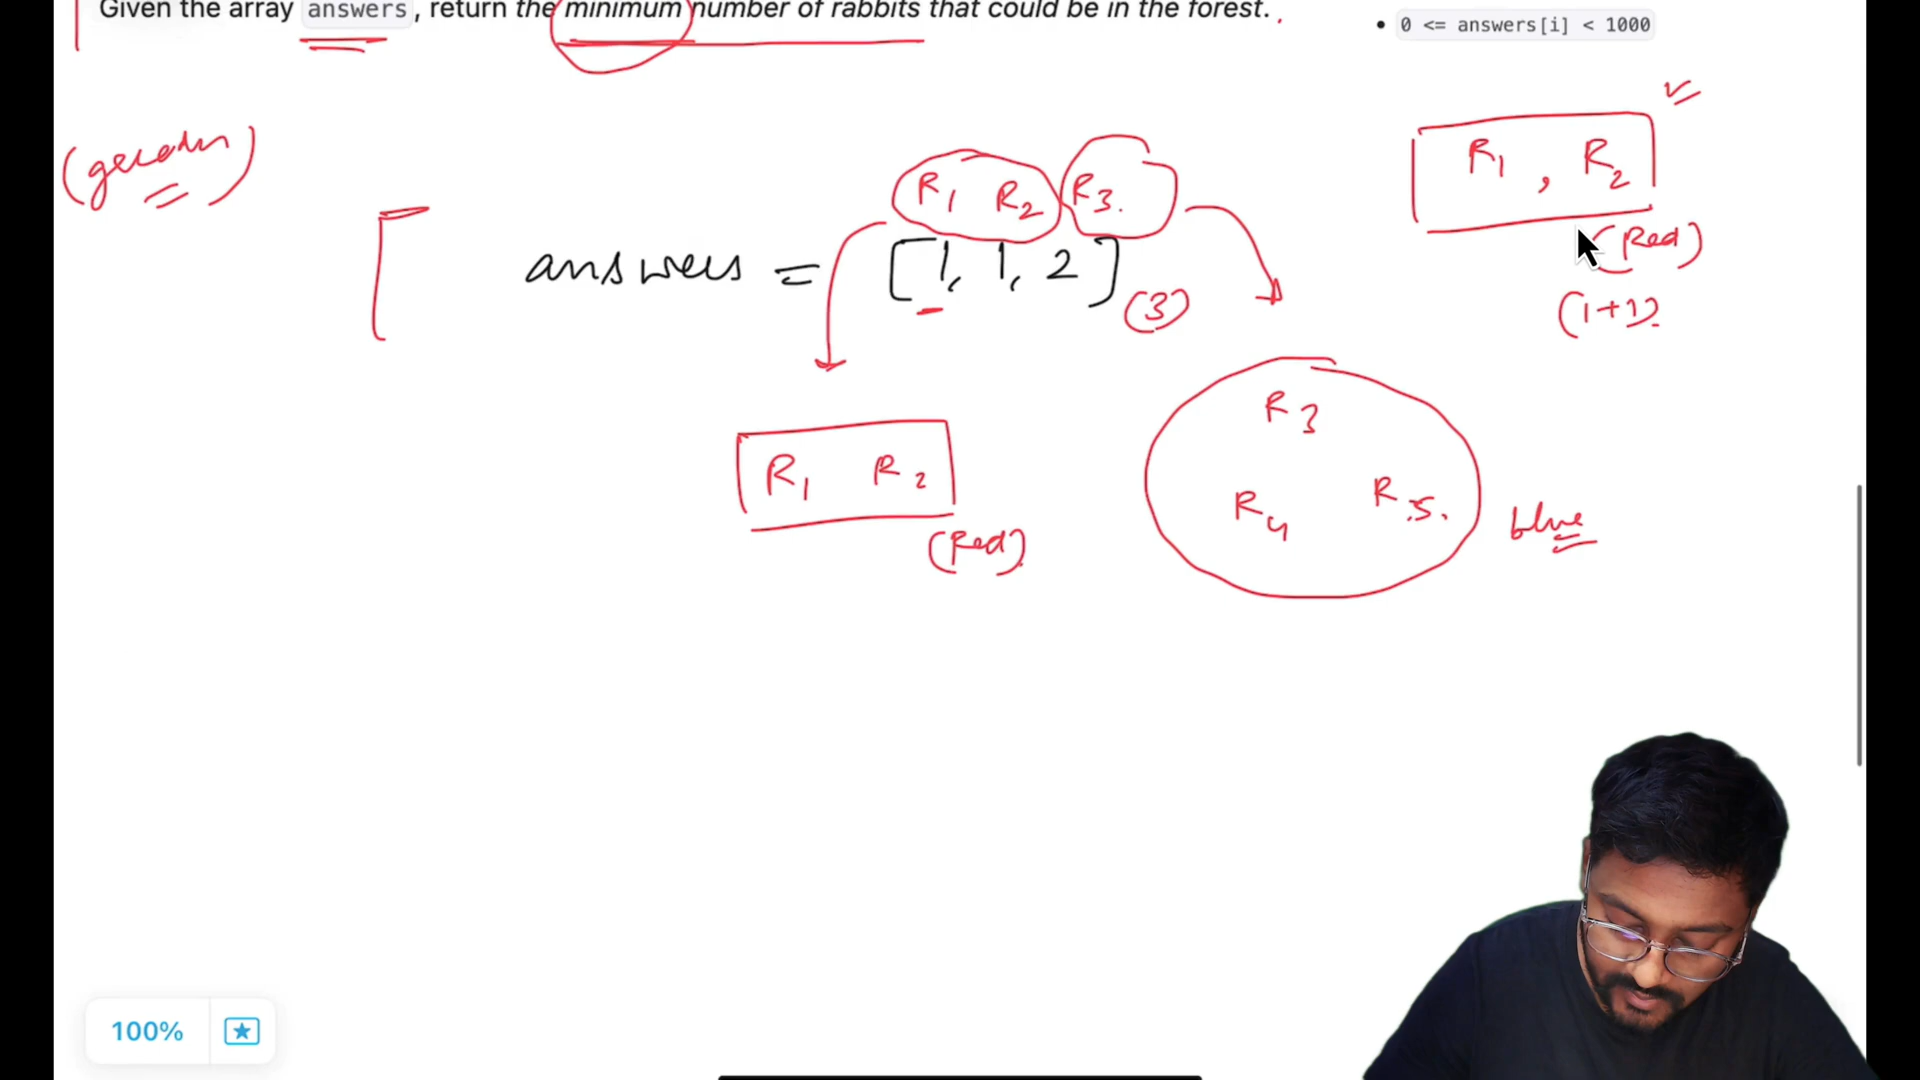 Given the array answers, return the minimum number of rabbits that could be in the forest.
• 0 <= answers[i] < 1000
R1, R2
R1 R2 R3.
answers = [1, 1, 2]
(Red)
(3)
(1+1).
R3
R1 R2
R4 R5.
blue
(Red)
100%